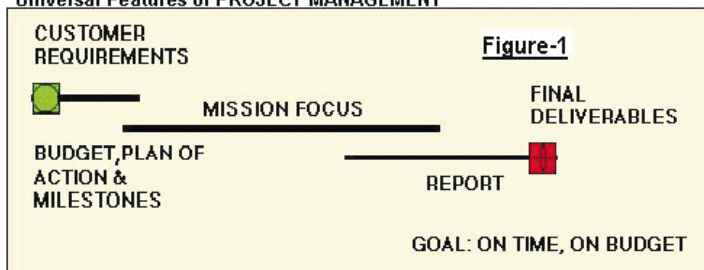 Universal Features of PROJECT MANAGEMENT
CUSTOMER
REQUIREMENTS
Figure-1
MISSION FOCUS
FINAL
DELIVERABLES
BUDGET,PLAN OF
ACTION &
MILESTONES
REPORT
GOAL: ON TIME, ON BUDGET